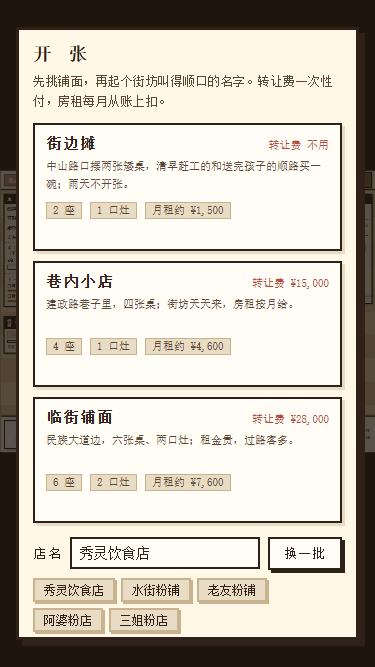 开 张
先挑铺面，再起个街坊叫得顺口的名字。转让费一次性
付，房租每月从账上扣。
街边摊
转让费 不用
中山路口摆两张矮桌，清早赶工的和送完孩子的顺路买一
碗；雨天不开张。
2 座
1 口灶
月租约 ¥1,500
巷内小店
转让费 ¥15,000
建政路巷子里，四张桌；街坊天天来，房租按月给。
4 座
1 口灶
月租约 ¥4,600
临街铺面
转让费 ¥28,000
民族大道边，六张桌、两口灶；租金贵，过路客多。
6 座
2 口灶
月租约 ¥7,600
店名
秀灵饮食店
换一批
秀灵饮食店
水街粉铺
老友粉铺
阿婆粉店
三姐粉店